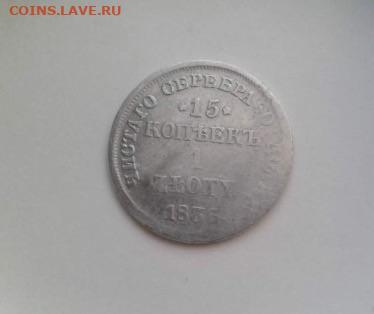 COINS.LAVE.RU
ЧИСТАГО СЕРЕБРА
·15·
КОПѢЕКЪ
1
ZŁOTY